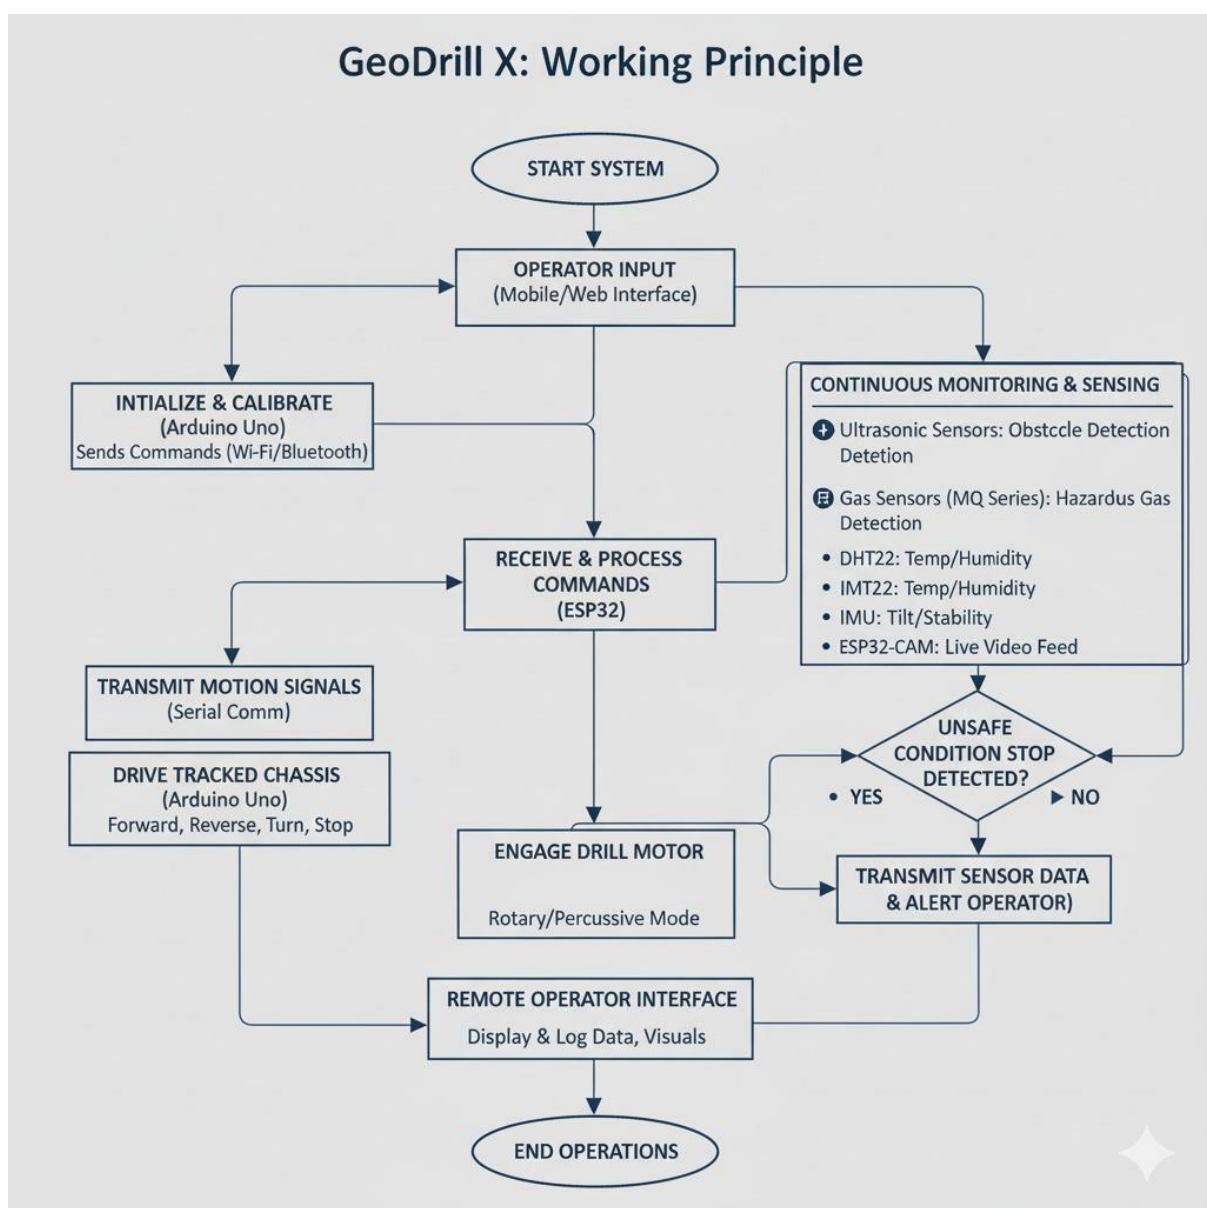 GeoDrill X: Working Principle
START SYSTEM
OPERATOR INPUT
(Mobile/Web Interface)
INTIALIZE & CALIBRATE
(Arduino Uno)
Sends Commands (Wi-Fi/Bluetooth)
CONTINUOUS MONITORING & SENSING
Ultrasonic Sensors: Obstccle Detection
Detetion
Gas Sensors (MQ Series): Hazardus Gas
Detection
• DHT22: Temp/Humidity
• IMT22: Temp/Humidity
• IMU: Tilt/Stability
• ESP32-CAM: Live Video Feed
RECEIVE & PROCESS
COMMANDS
(ESP32)
TRANSMIT MOTION SIGNALS
(Serial Comm)
DRIVE TRACKED CHASSIS
(Arduino Uno)
Forward, Reverse, Turn, Stop
UNSAFE
CONDITION STOP
DETECTED?
• YES
▶ NO
ENGAGE DRILL MOTOR
Rotary/Percussive Mode
TRANSMIT SENSOR DATA
& ALERT OPERATOR)
REMOTE OPERATOR INTERFACE
Display & Log Data, Visuals
END OPERATIONS